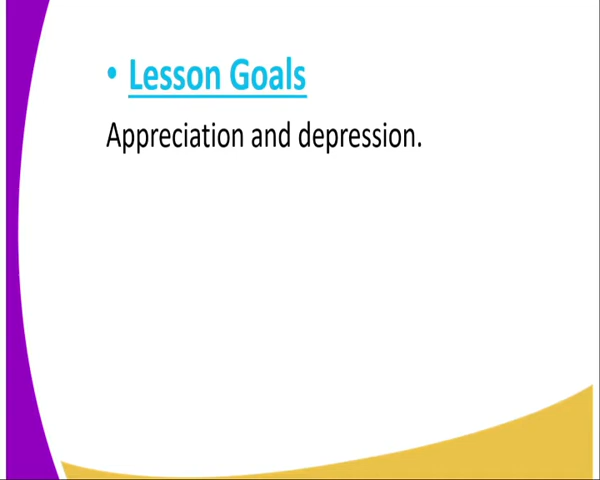 • Lesson Goals
Appreciation and depression.